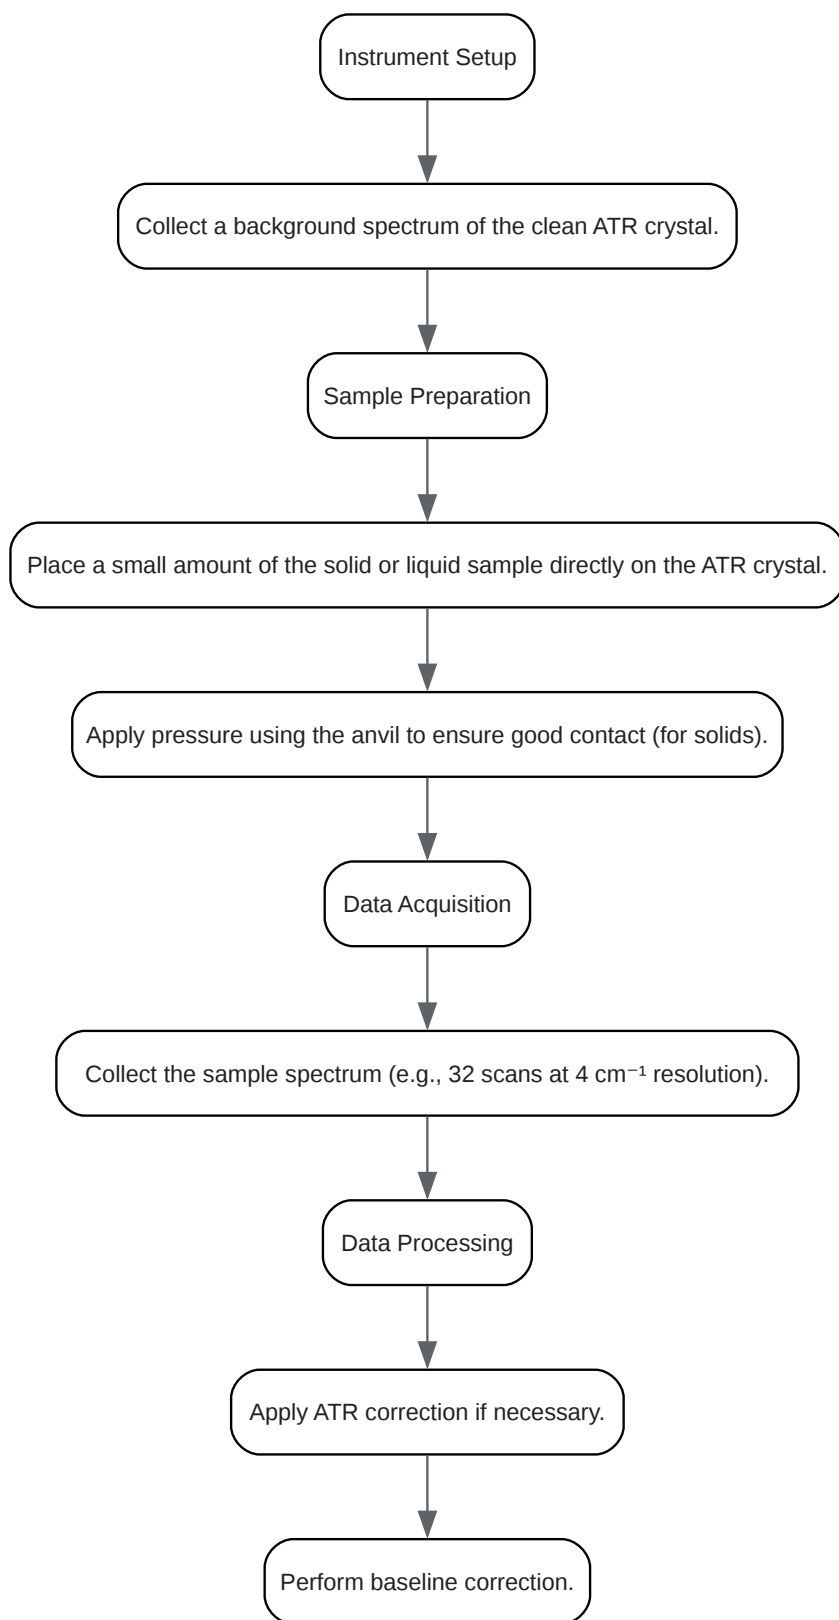 Instrument Setup
Collect a background spectrum of the clean ATR crystal.
Sample Preparation
Place a small amount of the solid or liquid sample directly on the ATR crystal.
Apply pressure using the anvil to ensure good contact (for solids).
Data Acquisition
Collect the sample spectrum (e.g., 32 scans at 4 cm⁻¹ resolution).
Data Processing
Apply ATR correction if necessary.
Perform baseline correction.